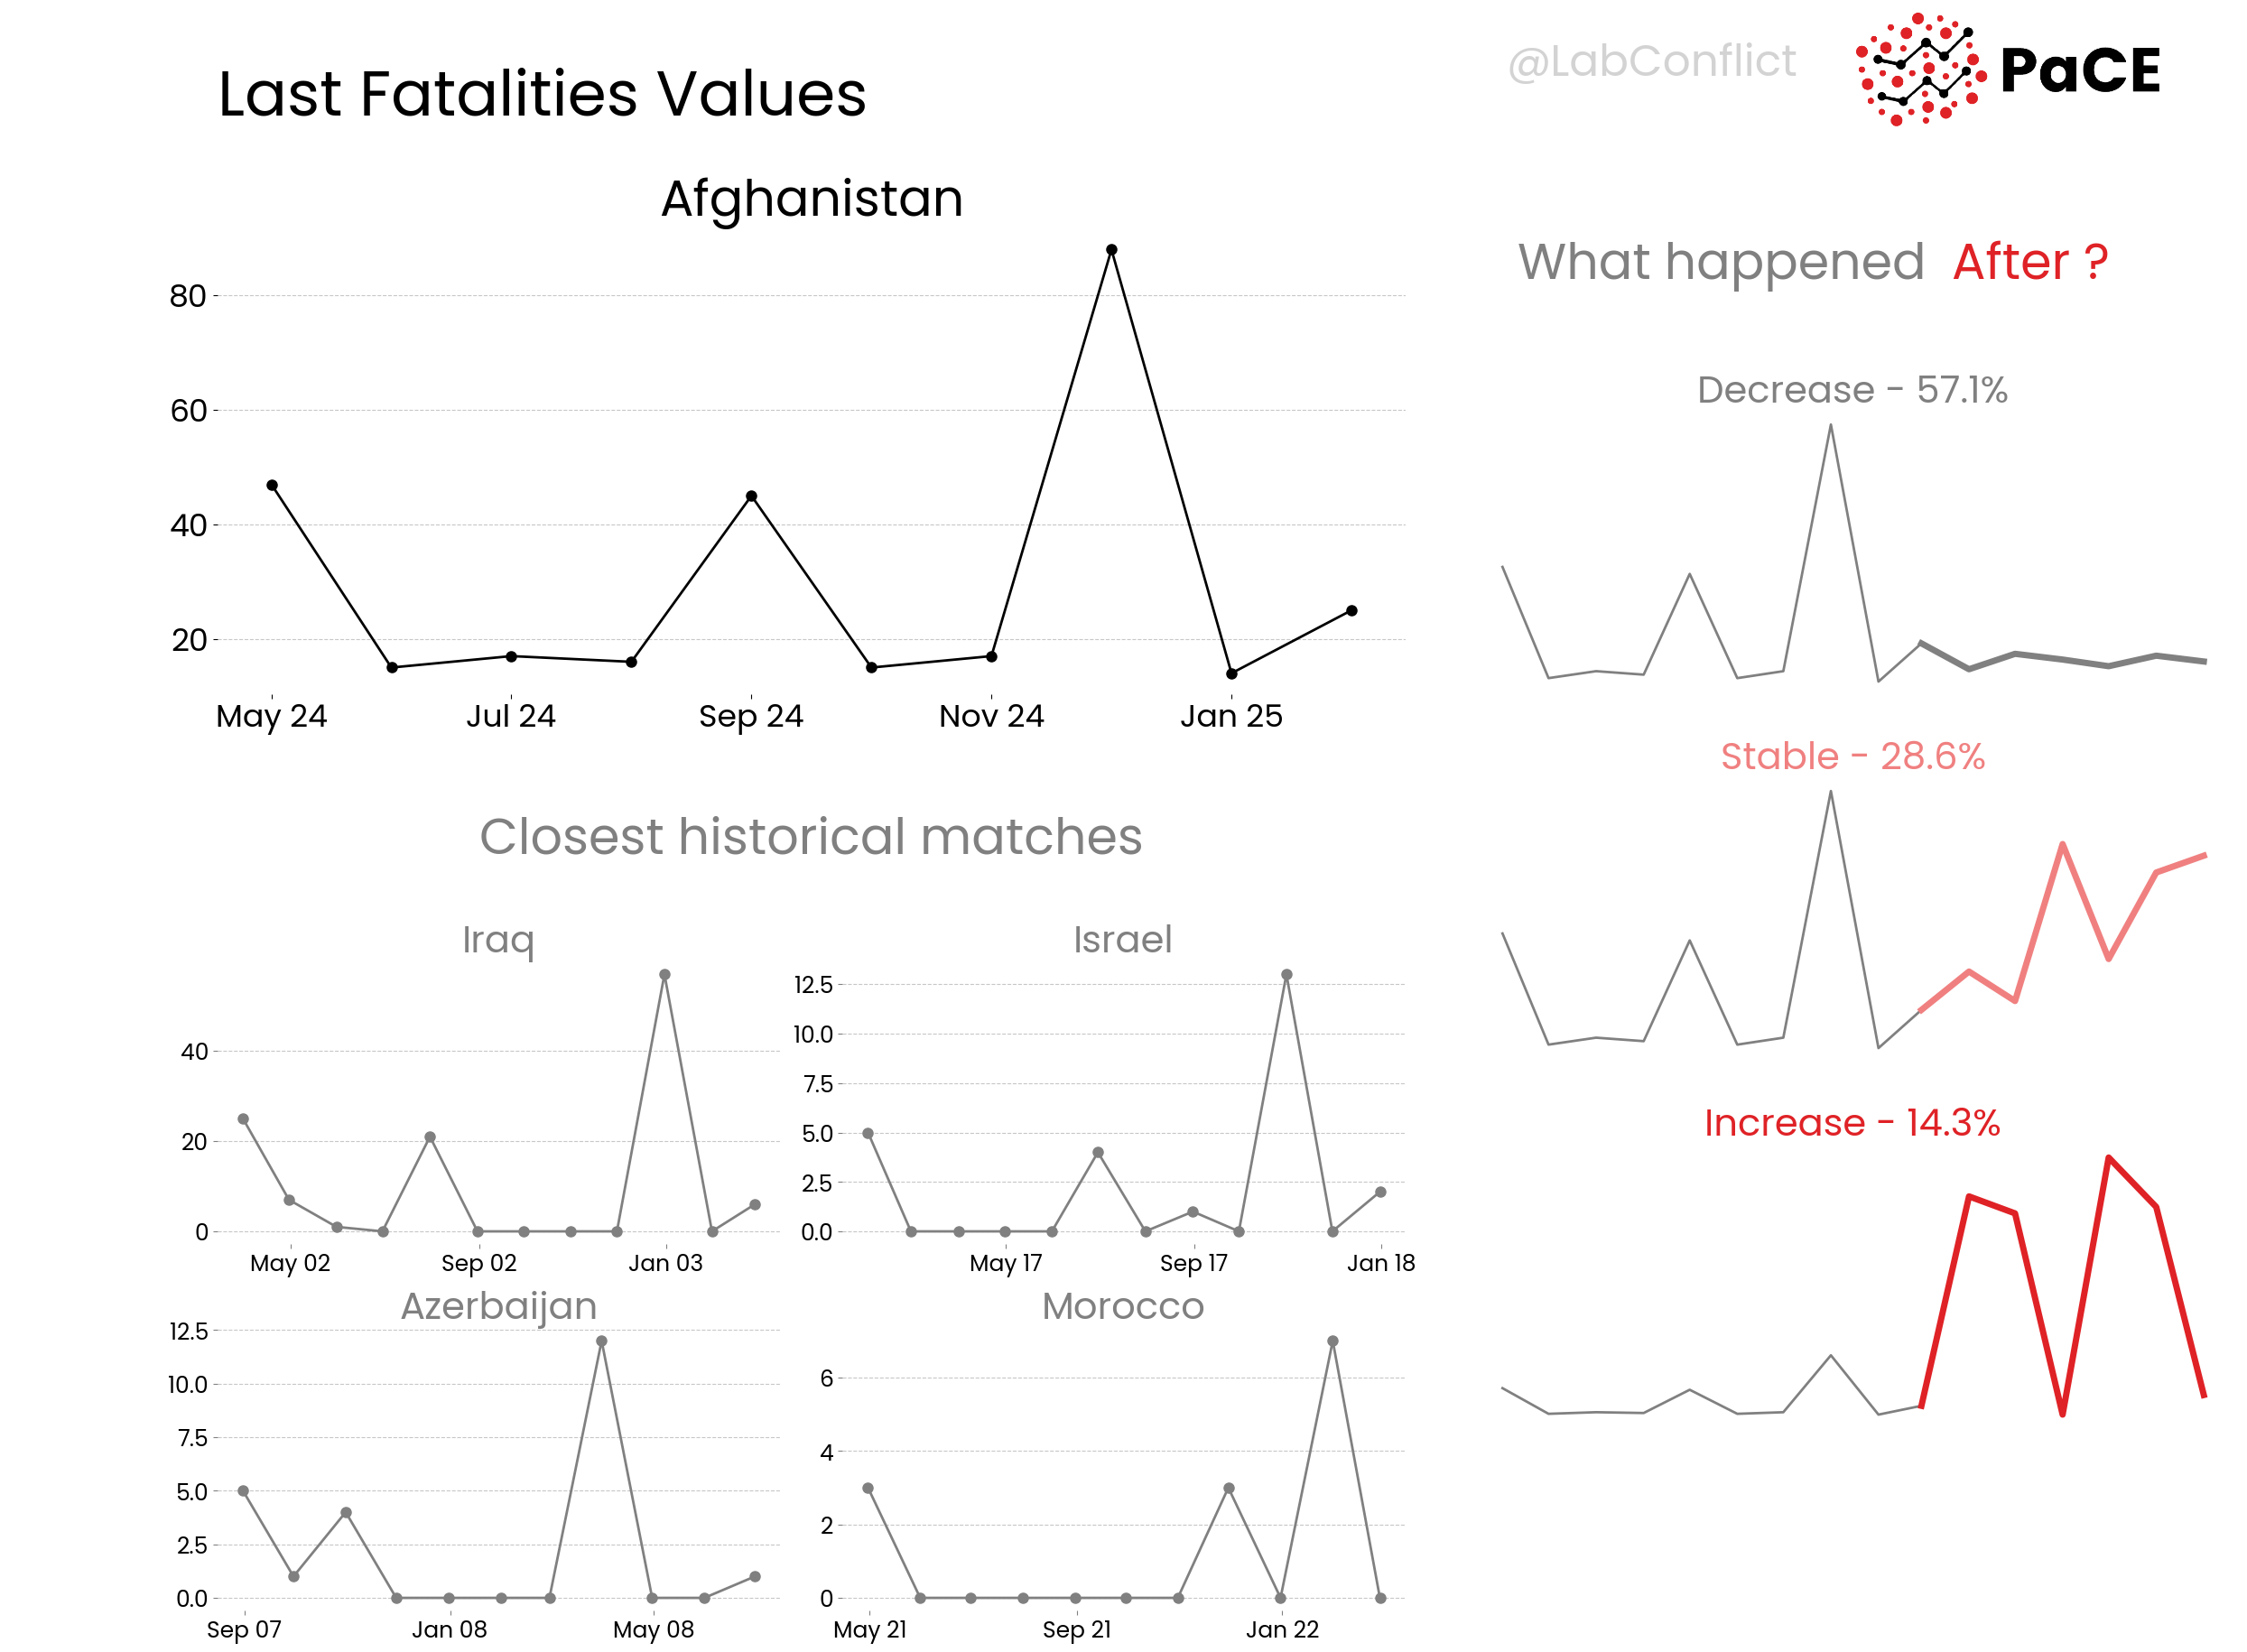 Last Fatalities Values
@LabConflict
PaCE
Afghanistan
80
60
40
20
May 24
Jul 24
Sep 24
Nov 24
Jan 25
Closest historical matches
Iraq
40
20
0
May 02
Sep 02
Jan 03
Israel
12.5
10.0
7.5
5.0
2.5
0.0
May 17
Sep 17
Jan 18
Azerbaijan
12.5
10.0
7.5
5.0
2.5
0.0
Sep 07
Jan 08
May 08
Morocco
6
4
2
0
May 21
Sep 21
Jan 22
What happened After ?
Decrease - 57.1%
Stable - 28.6%
Increase - 14.3%